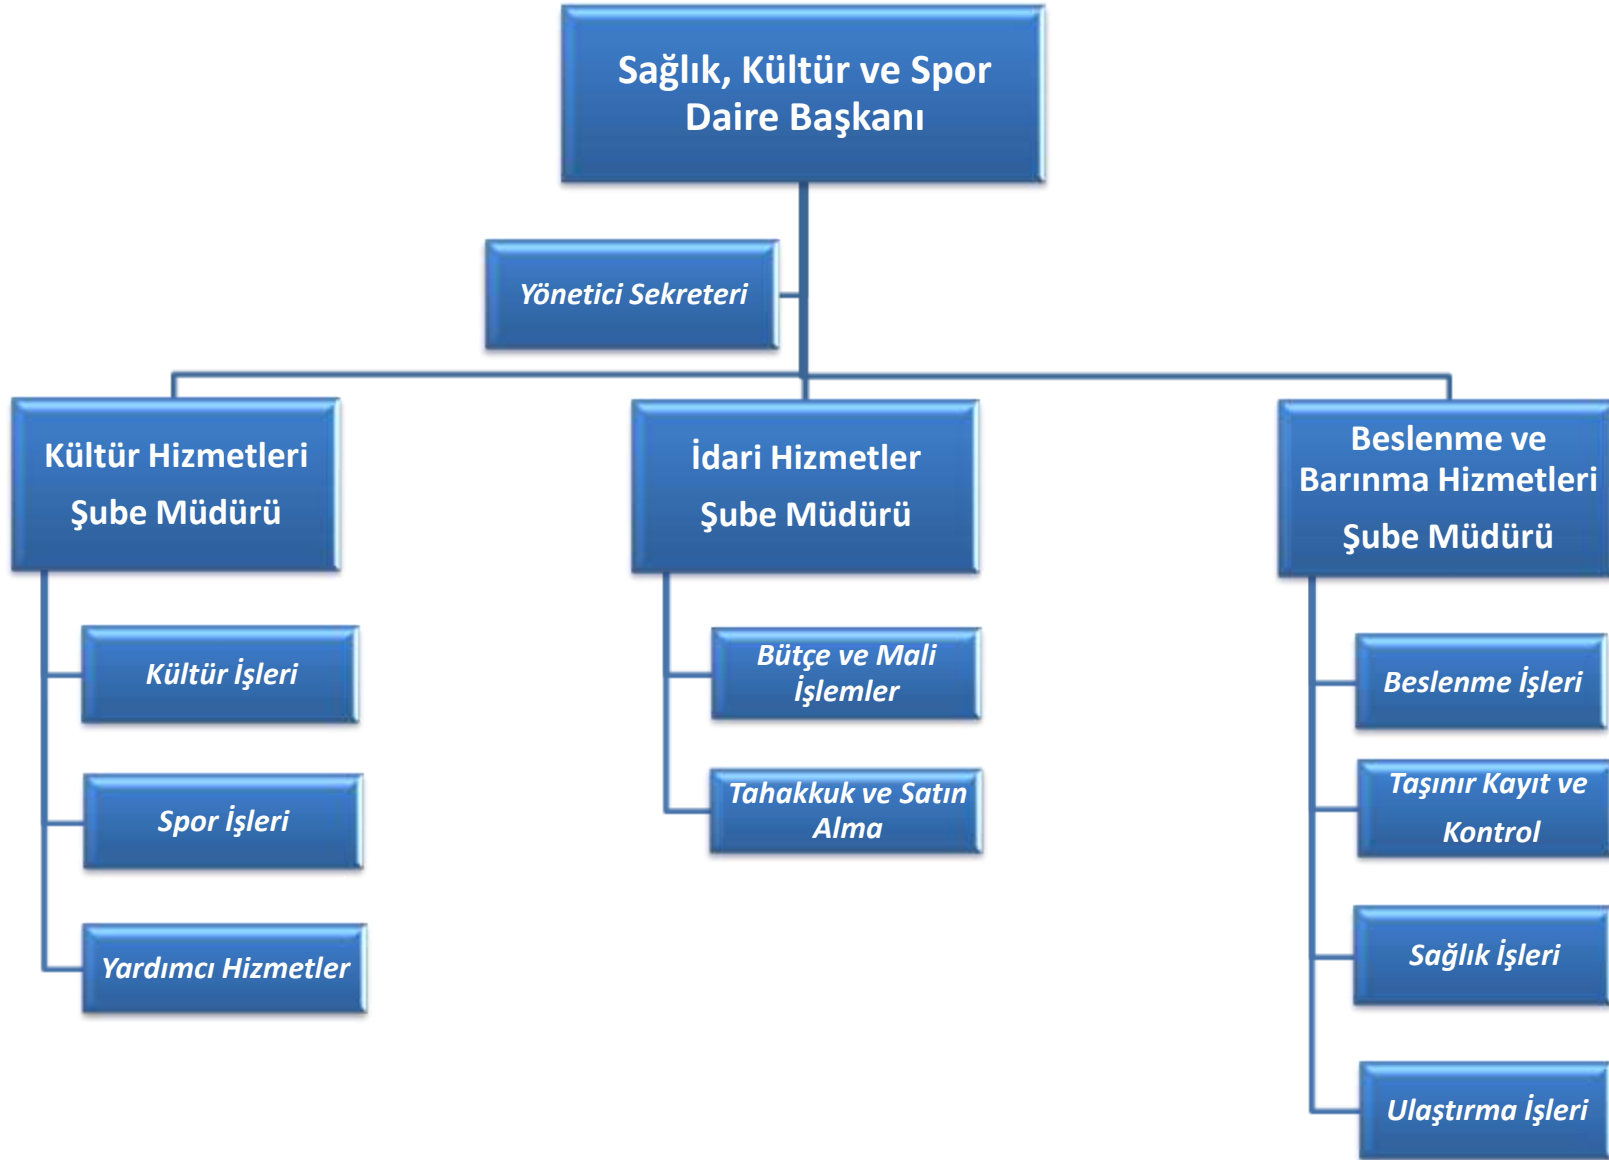 Sağlık, Kültür ve Spor
Daire Başkanı
Yönetici Sekreteri
Kültür Hizmetleri
Şube Müdürü
İdari Hizmetler
Şube Müdürü
Beslenme ve
Barınma Hizmetleri
Şube Müdürü
Kültür İşleri
Spor İşleri
Yardımcı Hizmetler
Bütçe ve Mali
İşlemler
Tahakkuk ve Satın
Alma
Beslenme İşleri
Taşınır Kayıt ve
Kontrol
Sağlık İşleri
Ulaştırma İşleri